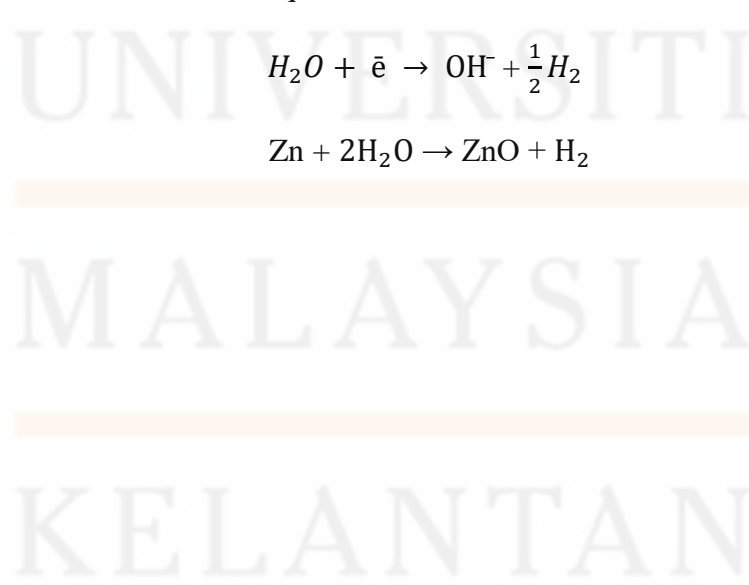 UNIVERSITI
H₂O + ē → OH⁻ + ½H₂
Zn + 2H₂O → ZnO + H₂
MALAYSIA
KELANTAN